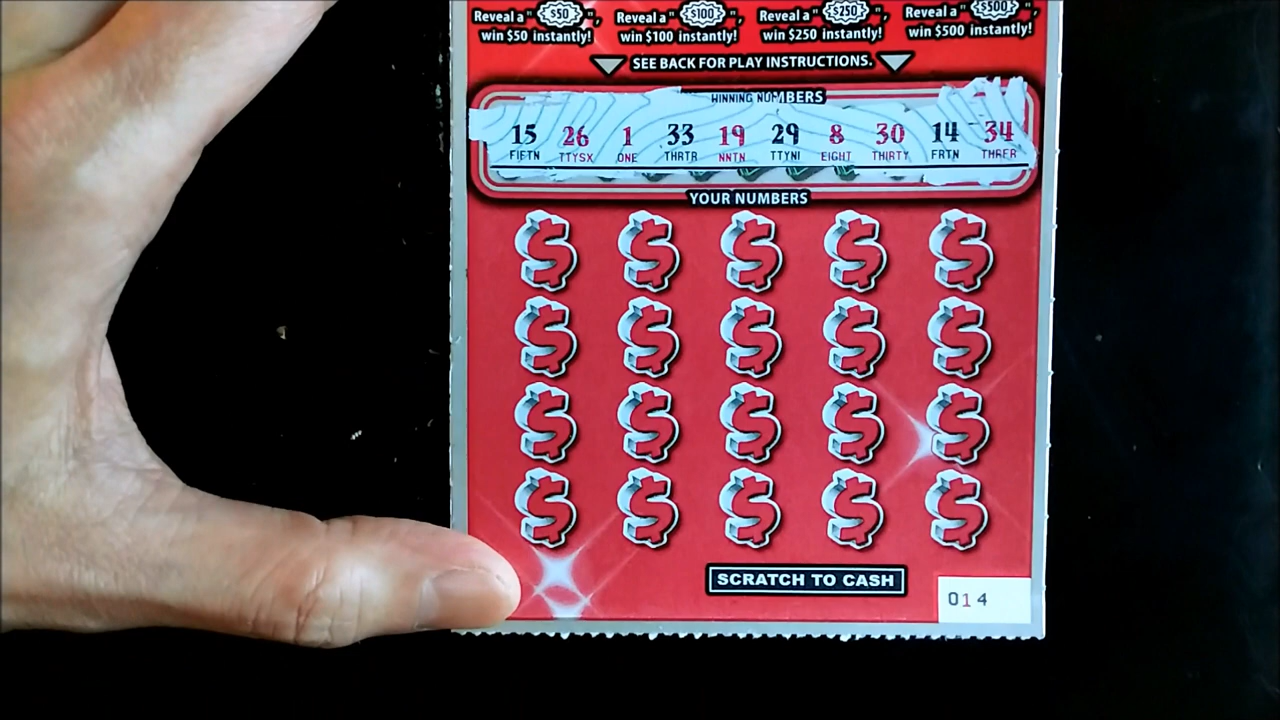 Reveal a "$50", Reveal a "$100", Reveal a "$250", Reveal a "$500",
win $50 instantly! win $100 instantly! win $250 instantly! win $500 instantly!
SEE BACK FOR PLAY INSTRUCTIONS.
WINNING NUMBERS
15 26 1 33 19 29 8 30 14 34
FIFTN TTYSX ONE THRTR NNTN TTYNI EIGHT THIRTY FRTN THRFR
YOUR NUMBERS
$ $ $ $ $
$ $ $ $ $
$ $ $ $ $
$ $ $ $ $
SCRATCH TO CASH
014